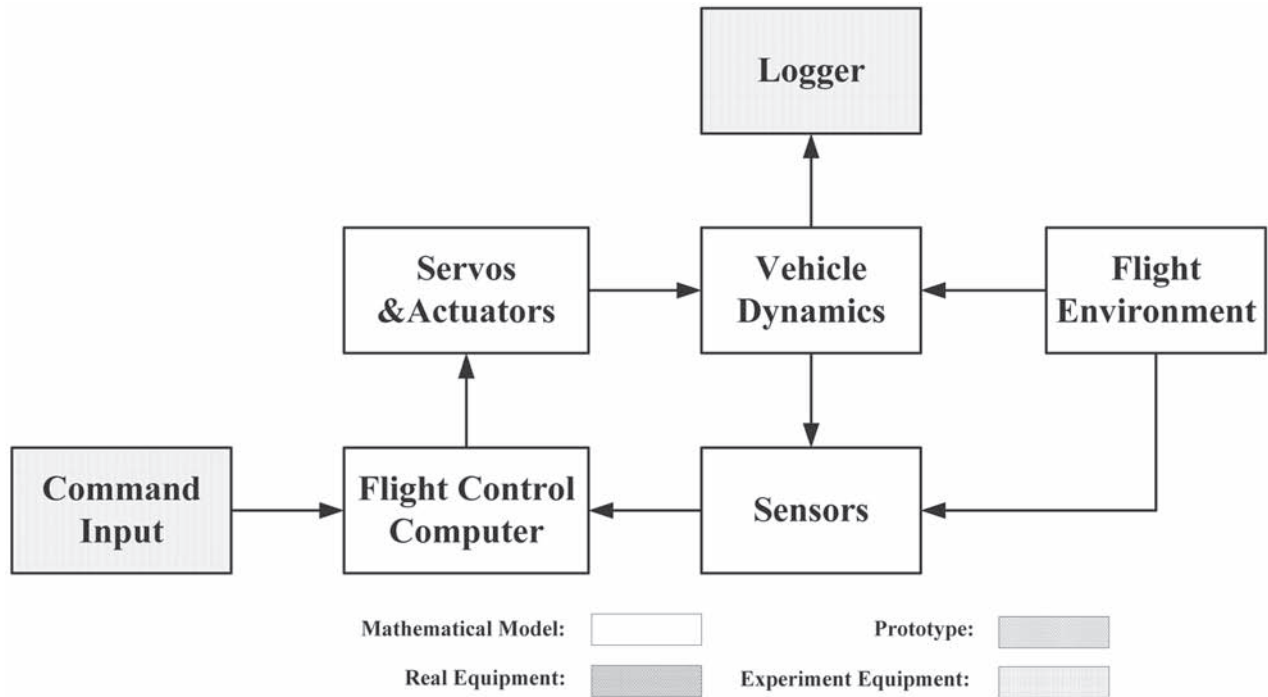 Logger
Servos
&Actuators
Vehicle
Dynamics
Flight
Environment
Command
Input
Flight Control
Computer
Sensors
Mathematical Model:
Prototype:
Real Equipment:
Experiment Equipment: